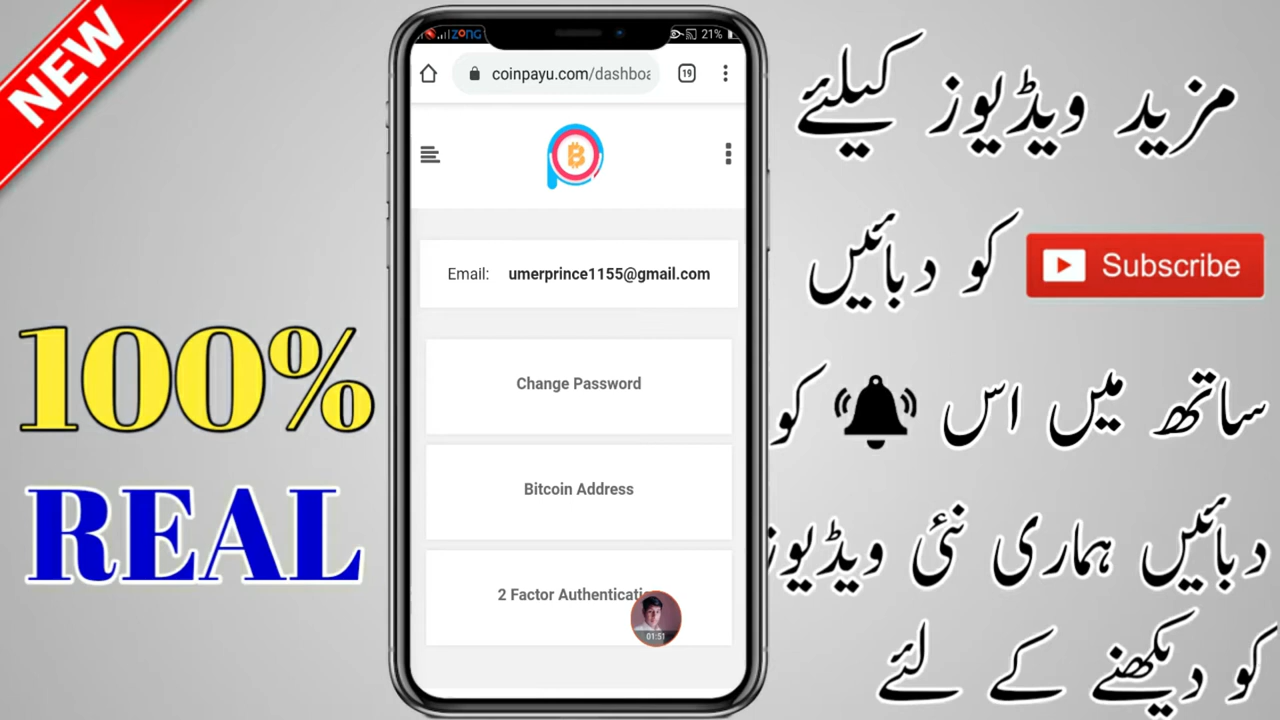 NEW
100%
REAL
ZONG
21%
coinpayu.com/dashboa
19
Email: umerprince1155@gmail.com
Change Password
Bitcoin Address
2 Factor Authenticati
01:51
مزید ویڈیوز کیلئے
Subscribe کو دبائیں
ساتھ میں اس کو
دبائیں ہماری نئی ویڈیوز
کو دیکھنے کے لئے